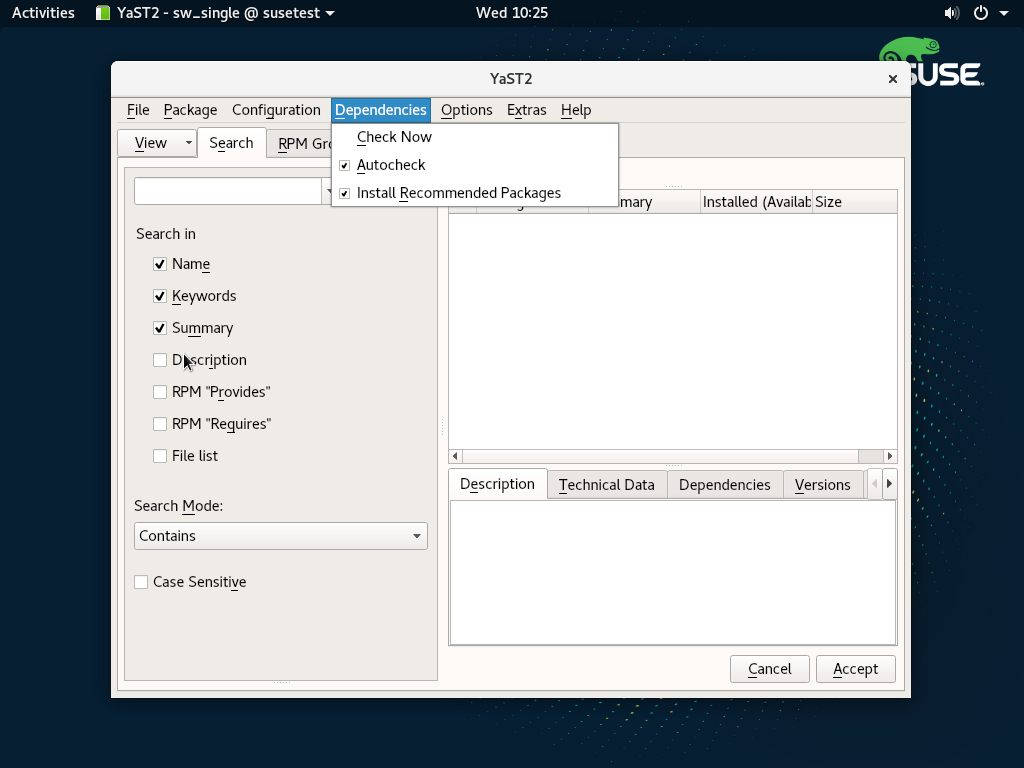 Activities YaST2 - sw_single @ susetest Wed 10:25
SUSE
YaST2
File Package Configuration Dependencies Options Extras Help
Check Now
View Search RPM Gro
Autocheck
Install Recommended Packages
mary Installed (Availab Size
Search in
Name
Keywords
Summary
Description
RPM "Provides"
RPM "Requires"
File list
Description Technical Data Dependencies Versions
Search Mode:
Contains
Case Sensitive
Cancel Accept